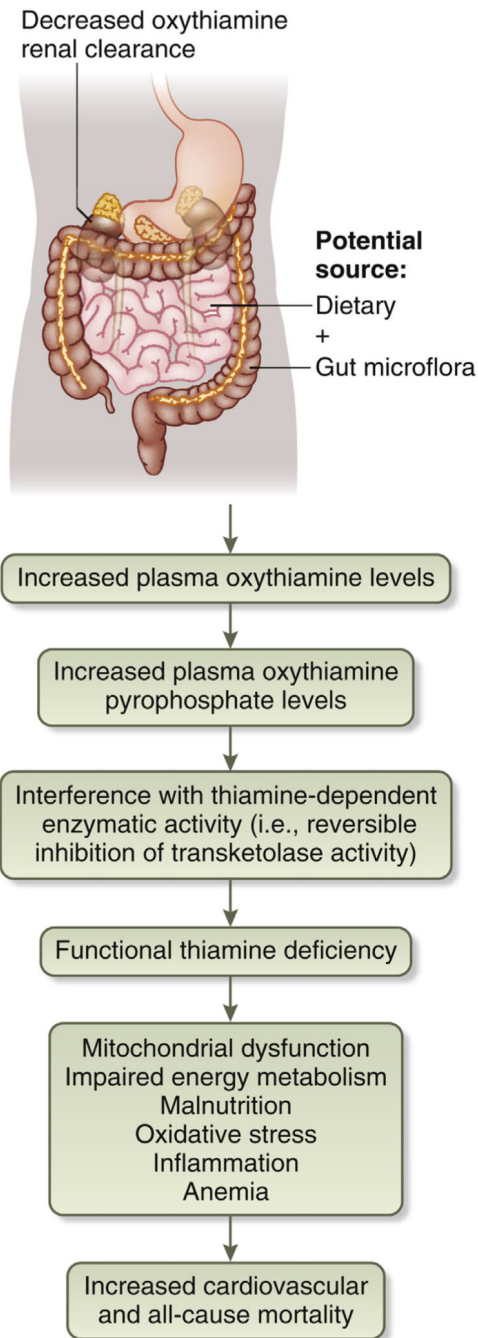 Decreased oxythiamine
renal clearance
Potential
source:
Dietary
+
Gut microflora
Increased plasma oxythiamine levels
Increased plasma oxythiamine
pyrophosphate levels
Interference with thiamine-dependent
enzymatic activity (i.e., reversible
inhibition of transketolase activity)
Functional thiamine deficiency
Mitochondrial dysfunction
Impaired energy metabolism
Malnutrition
Oxidative stress
Inflammation
Anemia
Increased cardiovascular
and all-cause mortality